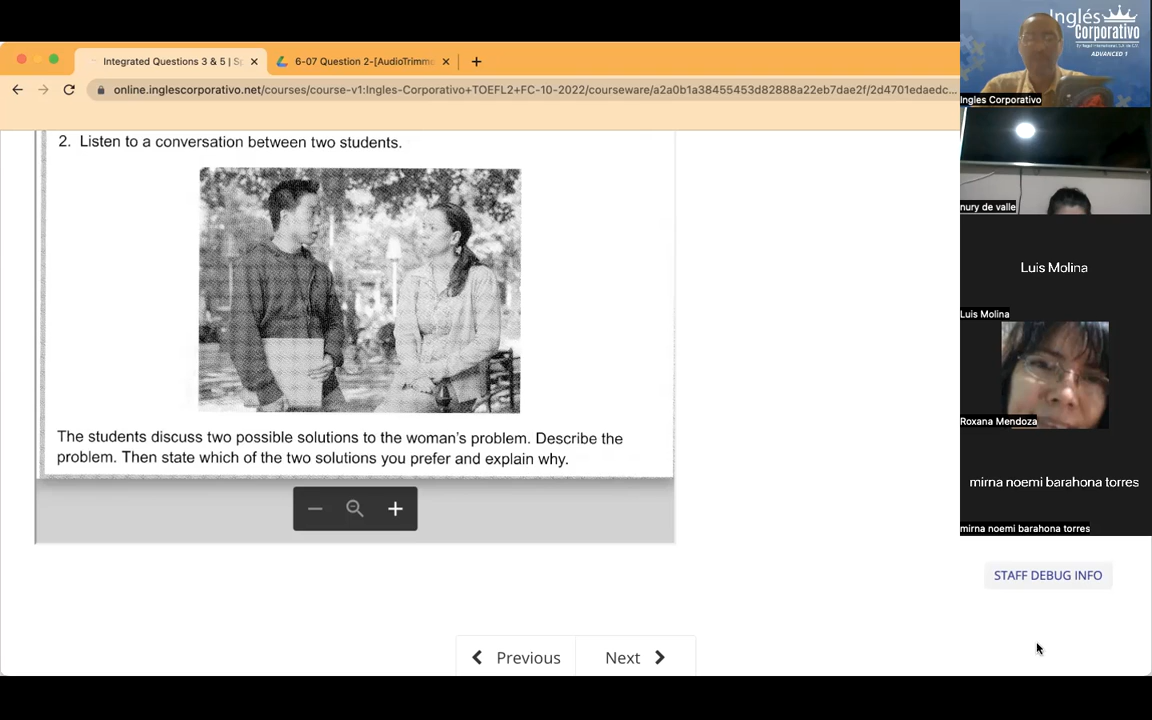 Integrated Questions 3 & 5 | S
6-07 Question 2-[AudioTrimme
online.inglescorporativo.net/courses/course-v1:Ingles-Corporativo+TOEFL2+FC-10-2022/courseware/a2a0b1a38455453d82888a22eb7dae2f/2d4701edaedc...
2. Listen to a conversation between two students.
The students discuss two possible solutions to the woman's problem. Describe the
problem. Then state which of the two solutions you prefer and explain why.
STAFF DEBUG INFO
Previous
Next
Inglés
Corporativo
ADVANCED 1
Ingles Corporativo
nury de valle
Luis Molina
Luis Molina
Roxana Mendoza
mirna noemi barahona torres
mirna noemi barahona torres